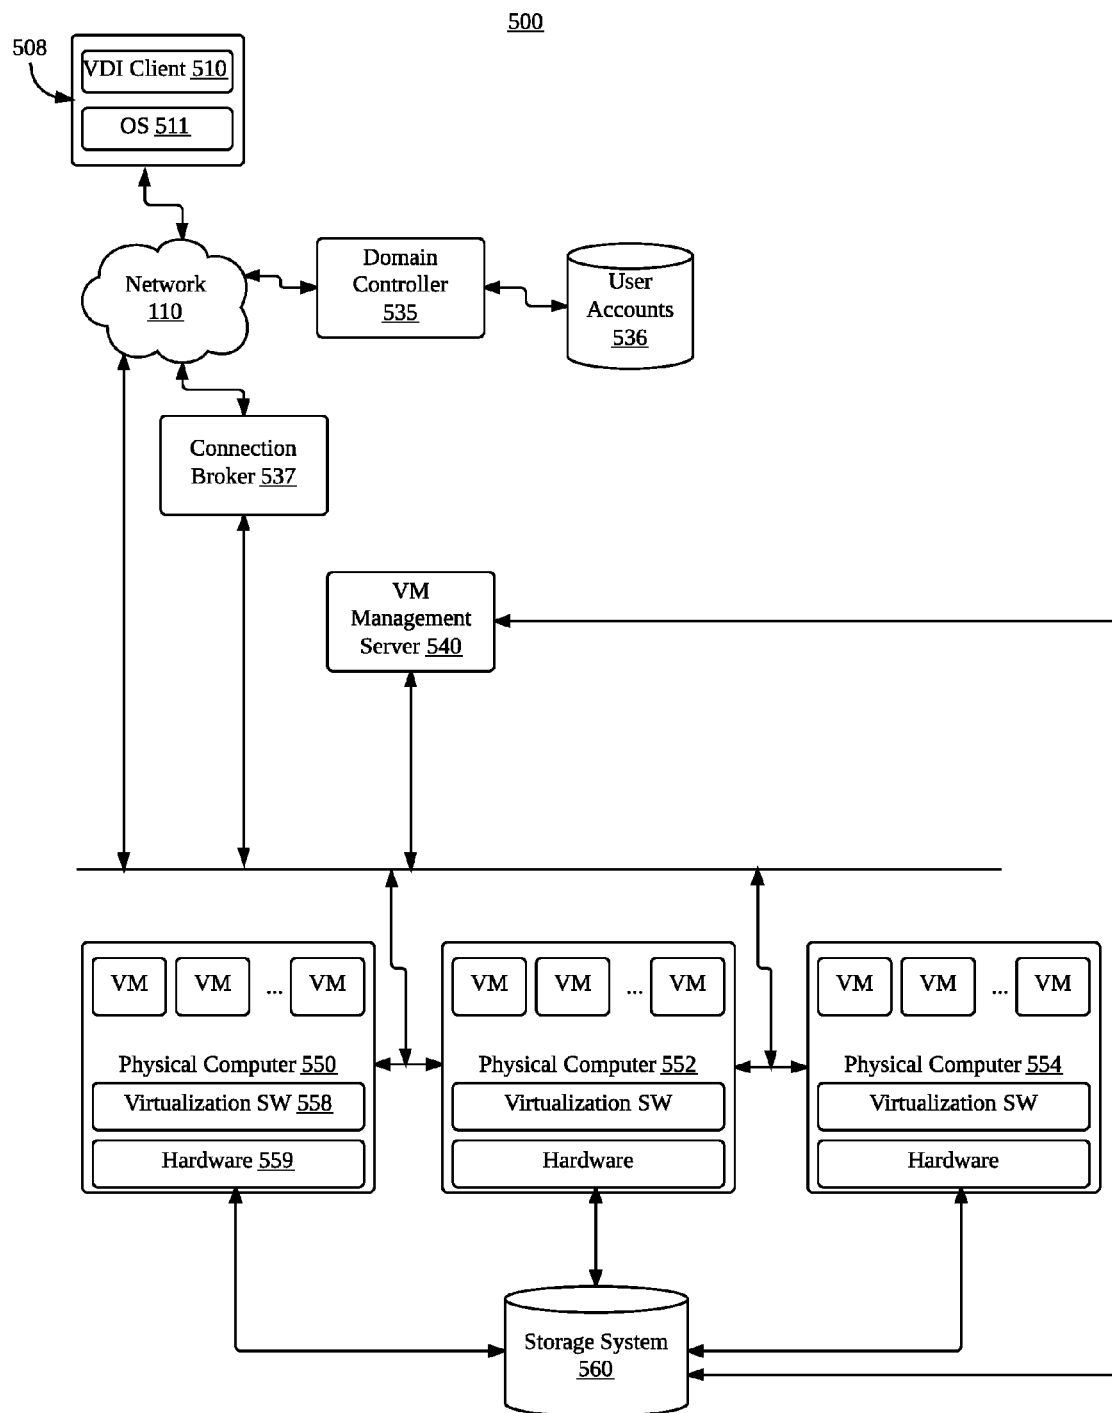 500
508
VDI Client 510
OS 511
Network
110
Domain
Controller
535
User
Accounts
536
Connection
Broker 537
VM
Management
Server 540
VM VM ... VM
Physical Computer 550
Virtualization SW 558
Hardware 559
VM VM ... VM
Physical Computer 552
Virtualization SW
Hardware
VM VM ... VM
Physical Computer 554
Virtualization SW
Hardware
Storage System
560